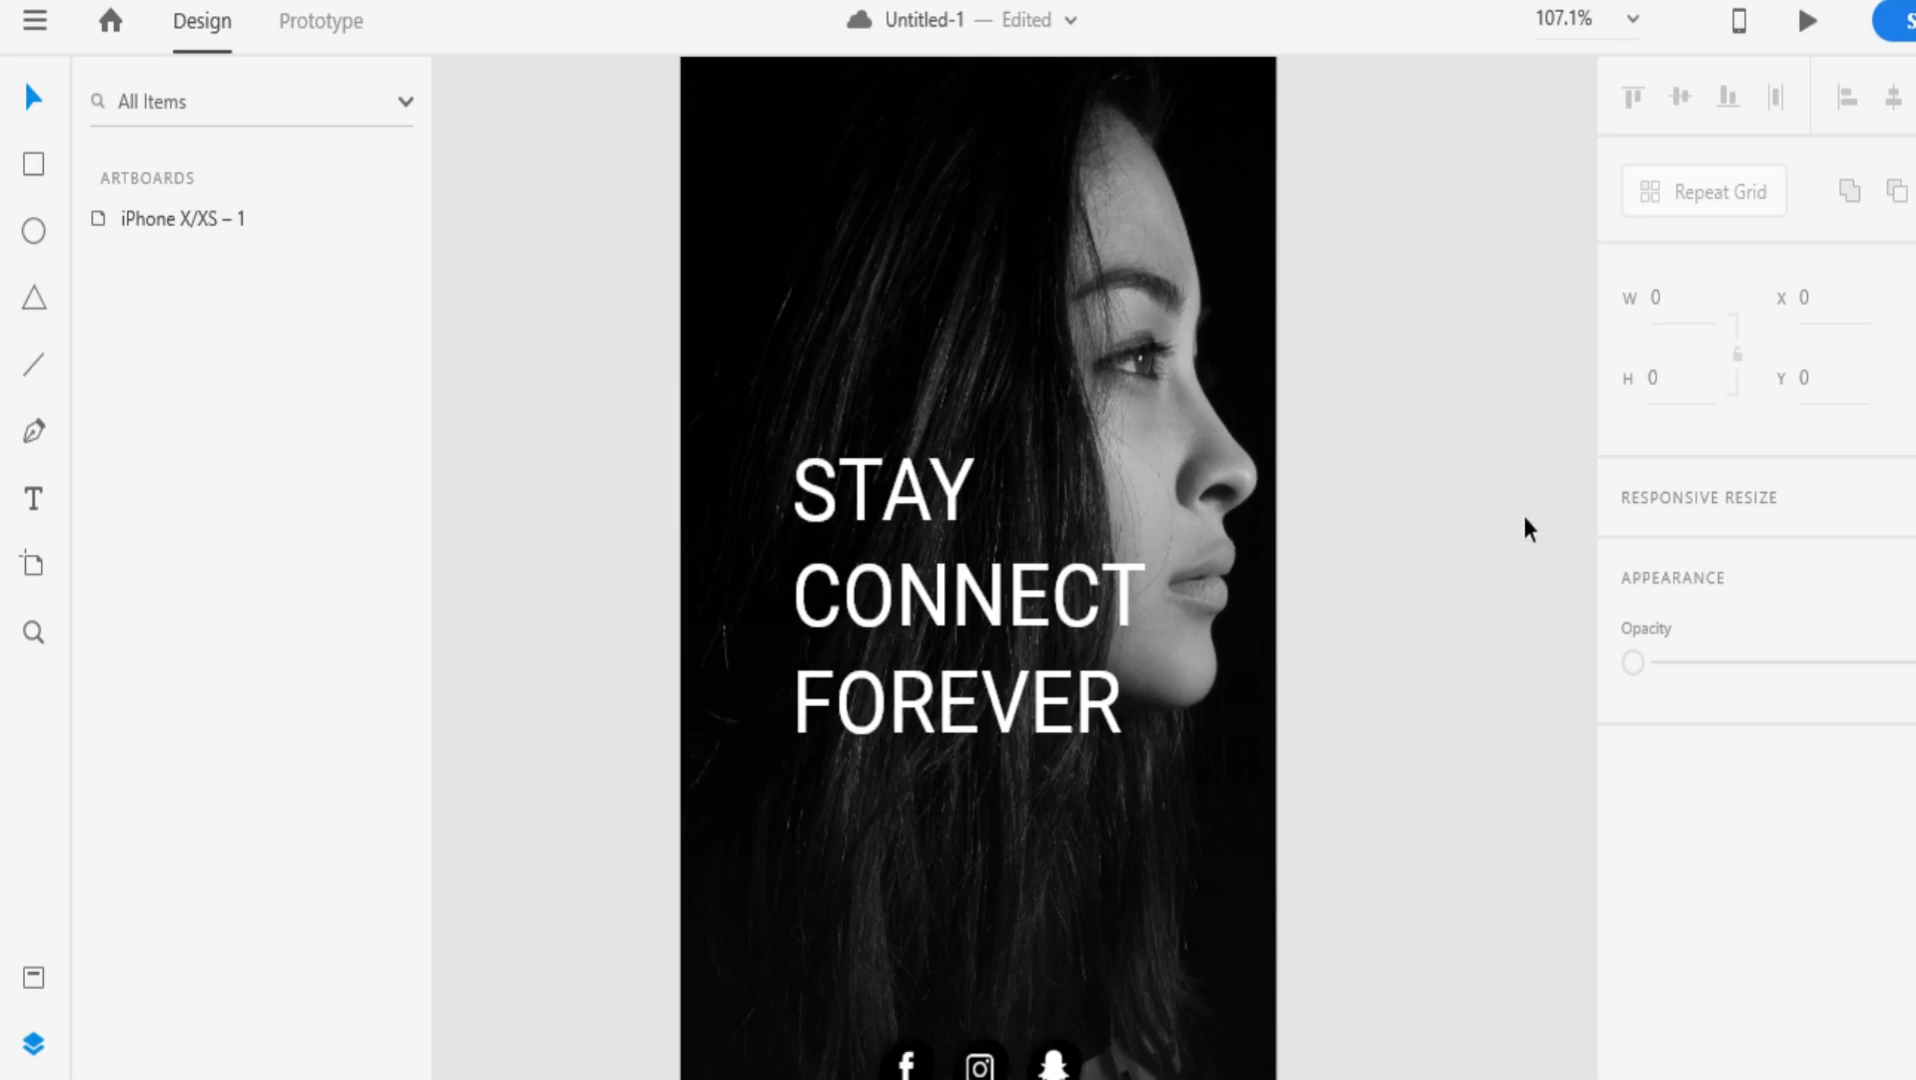 Design
Prototype
Untitled-1 — Edited
107.1%
All Items
ARTBOARDS
iPhone X/XS – 1
STAY
CONNECT
FOREVER
Repeat Grid
W 0
X 0
H 0
Y 0
RESPONSIVE RESIZE
APPEARANCE
Opacity